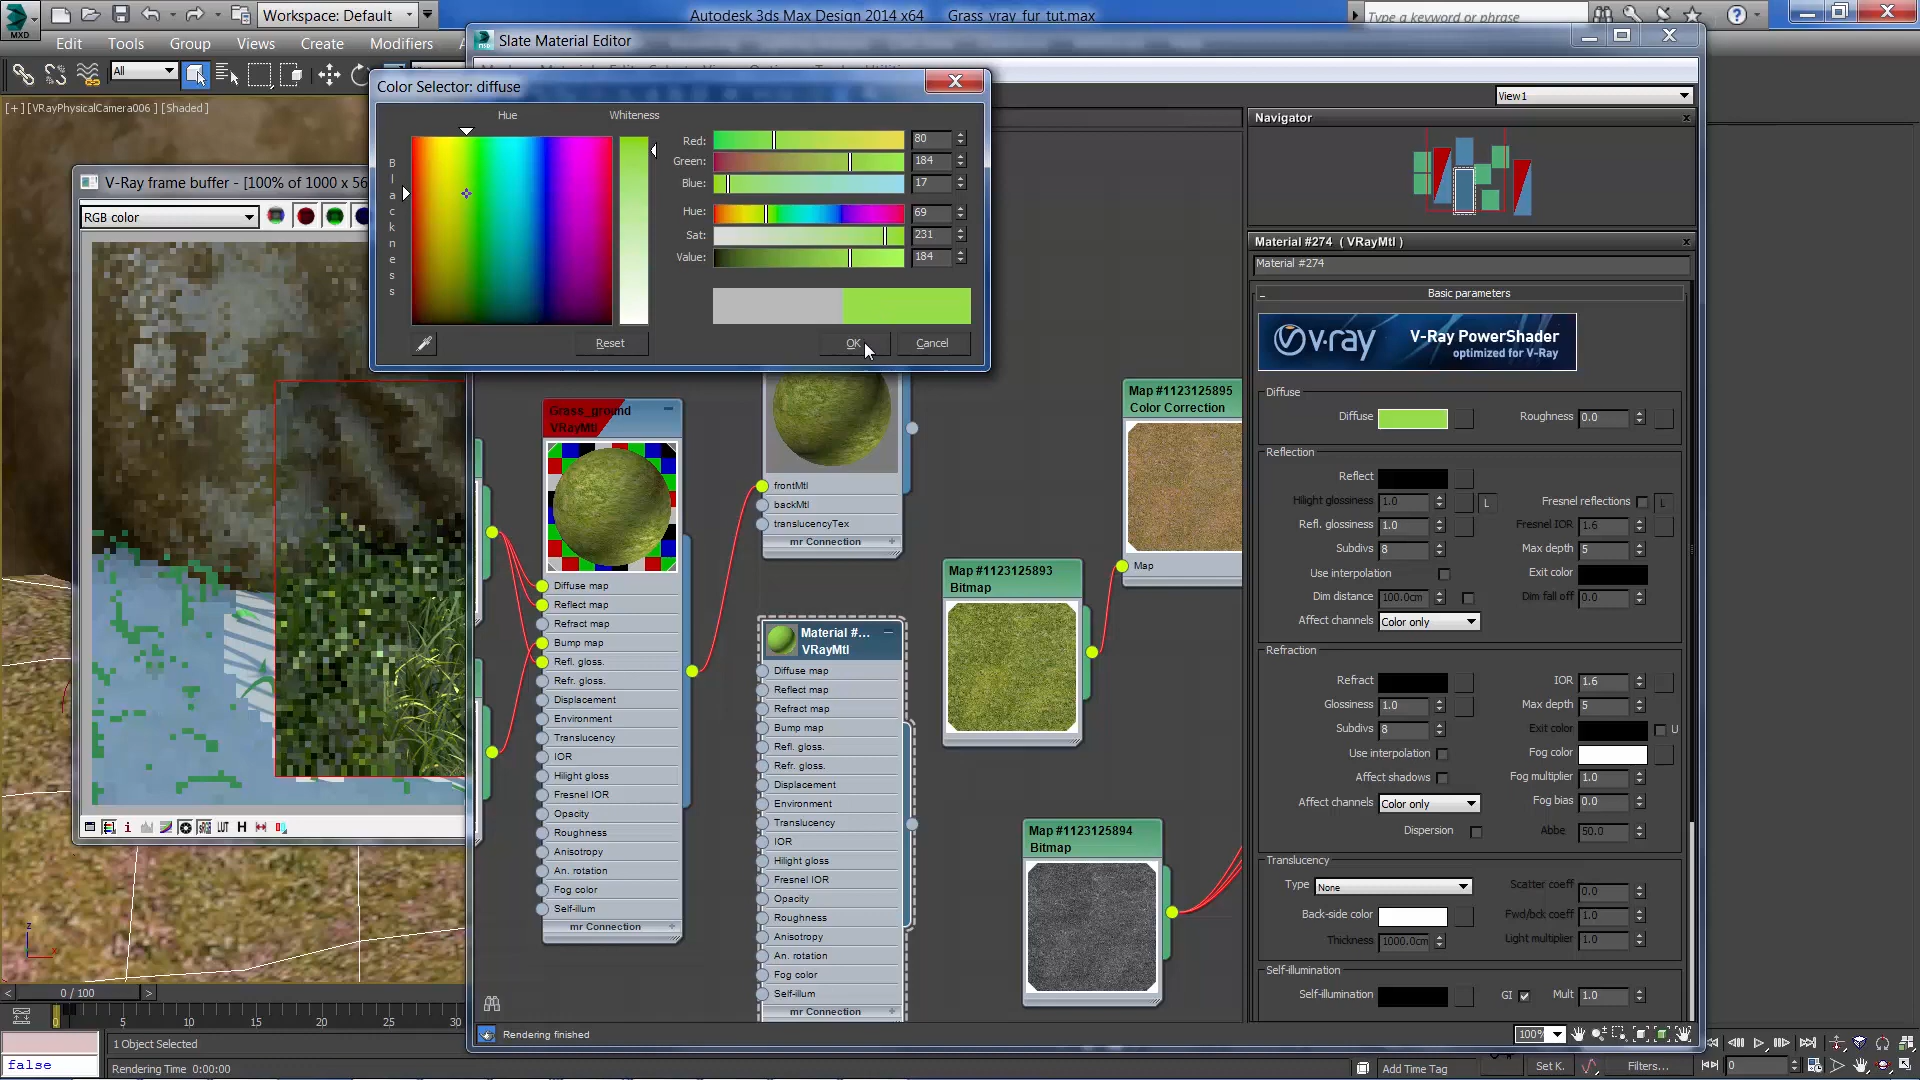 Workspace: Default
Autodesk 3ds Max Design 2014 x64 Grass_vray_fur_tut.max
Type a keyword or phrase
MXD
Edit Tools Group Views Create Modifiers
Slate Material Editor
All
View1
[+] [VRayPhysicalCamera006 ] [Shaded ]
Color Selector: diffuse
Hue
Whiteness
Blackness
Red: 80
Green: 184
Blue: 17
Hue: 69
Sat: 231
Value: 184
Reset
OK
Cancel
V-Ray frame buffer - [100% of 1000 x 56
RGB color
i
LUT
H
Navigator
Material #274 ( VRayMtl )
Material #274
Basic parameters
v·ray V-Ray PowerShader
optimized for V-Ray
Diffuse
Diffuse
Roughness 0.0
Reflection
Reflect
Hilight glossiness 1.0 L
Fresnel reflections L
Refl. glossiness 1.0
Fresnel IOR 1.6
Subdivs 8
Max depth 5
Use interpolation
Exit color
Dim distance 100.0cm
Dim fall off 0.0
Affect channels Color only
Refraction
Refract
IOR 1.6
Glossiness 1.0
Max depth 5
Subdivs 8
Exit color U
Use interpolation
Fog color
Affect shadows
Fog multiplier 1.0
Affect channels Color only
Fog bias 0.0
Dispersion
Abbe 50.0
Translucency
Type None
Scatter coeff 0.0
Back-side color
Fwd/bck coeff 1.0
Thickness 1000.0cm
Light multiplier 1.0
Self-illumination
Self-illumination
GI
Mult 1.0
Grass_ground
VRayMtl
Diffuse map
Reflect map
Refract map
Bump map
Refl. gloss.
Refr. gloss.
Displacement
Environment
Translucency
IOR
Hilight gloss
Fresnel IOR
Opacity
Roughness
Anisotropy
An. rotation
Fog color
Self-illum
mr Connection
frontMtl
backMtl
translucencyTex
mr Connection
Material #...
VRayMtl
Diffuse map
Reflect map
Refract map
Bump map
Refl. gloss.
Refr. gloss.
Displacement
Environment
Translucency
IOR
Hilight gloss
Fresnel IOR
Opacity
Roughness
Anisotropy
An. rotation
Fog color
Self-illum
mr Connection
Map #1123125893
Bitmap
Map #1123125895
Color Correction
Map
Map #1123125894
Bitmap
Rendering finished
100%
0 / 100
0 5 10 15 20 25 30
1 Object Selected
false
Rendering Time 0:00:00
Add Time Tag
Set K.
Filters...
0
z
x